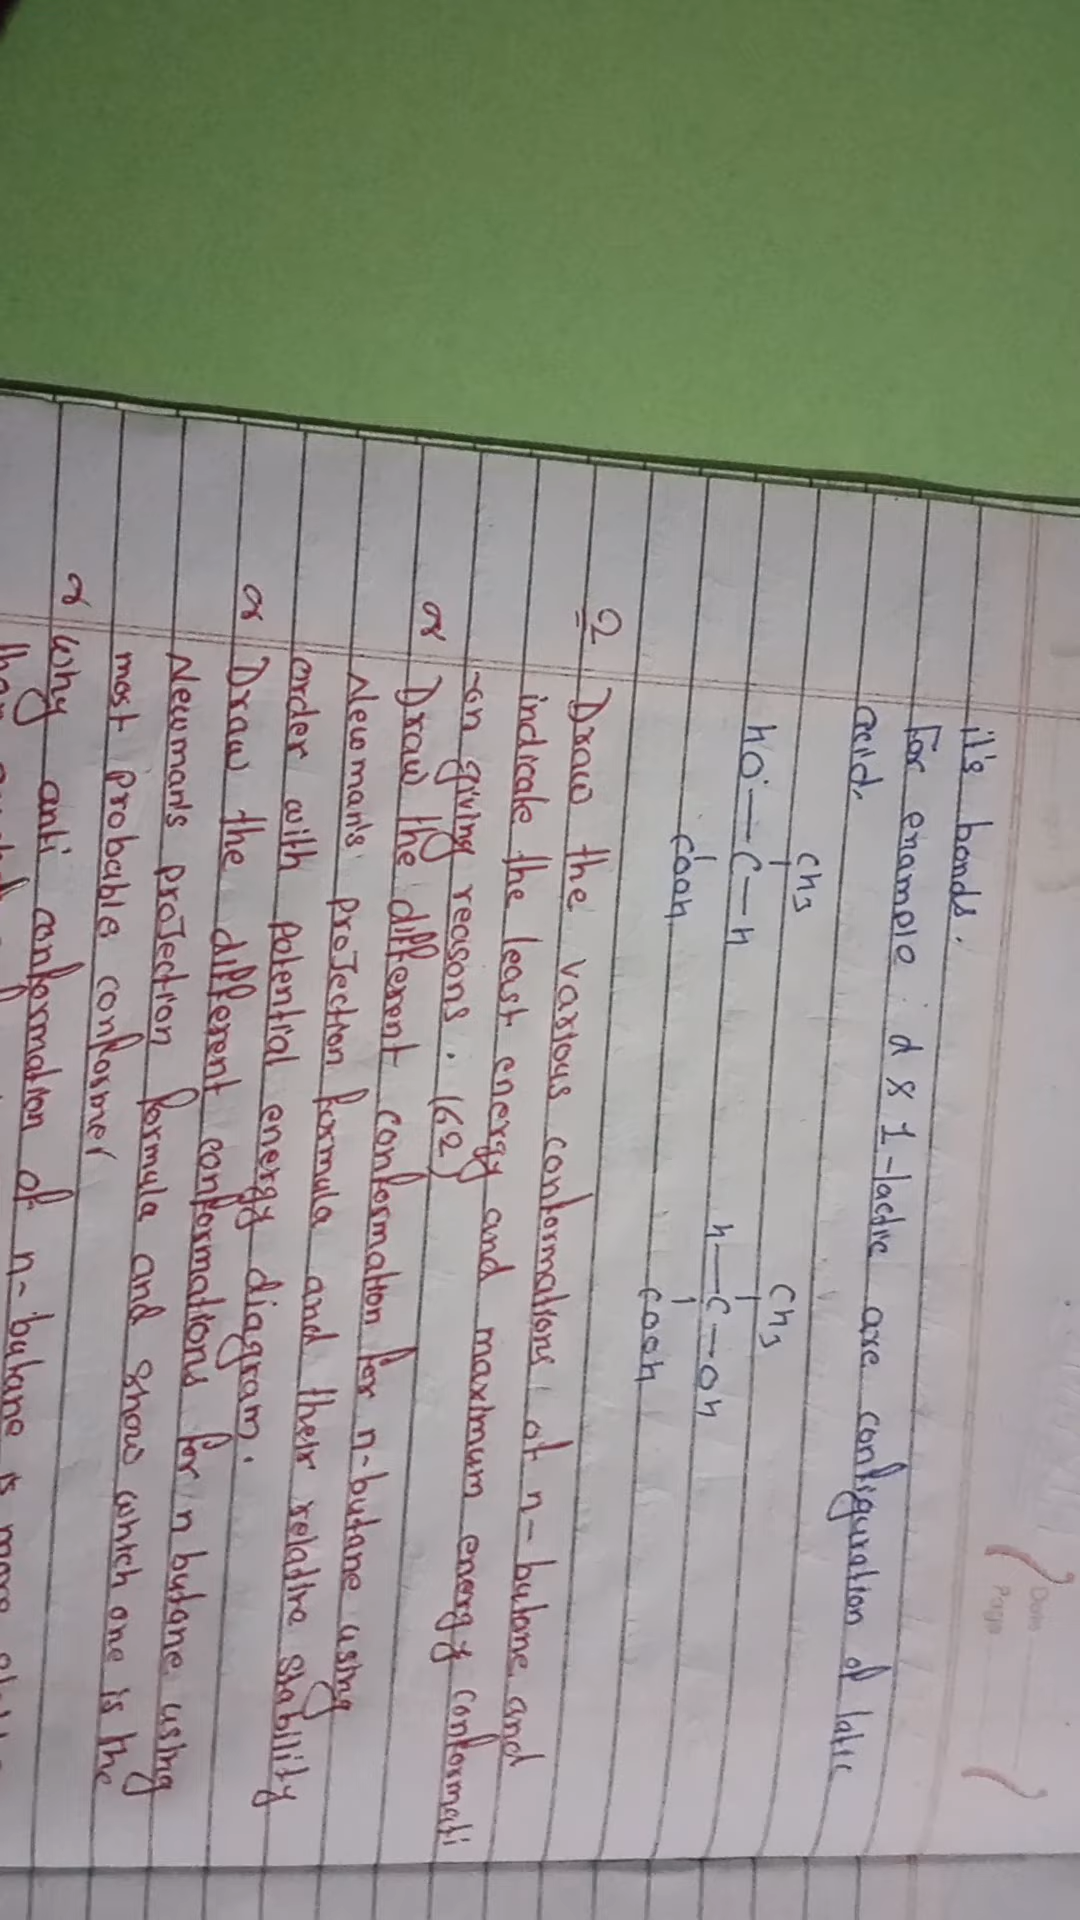 Date
Page
it's bonds.
For enample : d & 1-lactic are configuration of latic
acid.
CH3 CH3
HO—C—H H—C—OH
COOH COOH
Q. Draw the various conformations of n-butane and
indicate the least energy and maximum energy conformati
-on giving reasons. (62)
or Draw the different conformation for n-butane using
Newman's proJection formula and their relative stability
order with potential energy diagram.
or Draw the different conformations for n butane using
Newman's proJection formula and show which one is the
most probable conformer
or Why anti conformation of n-butane is more
than